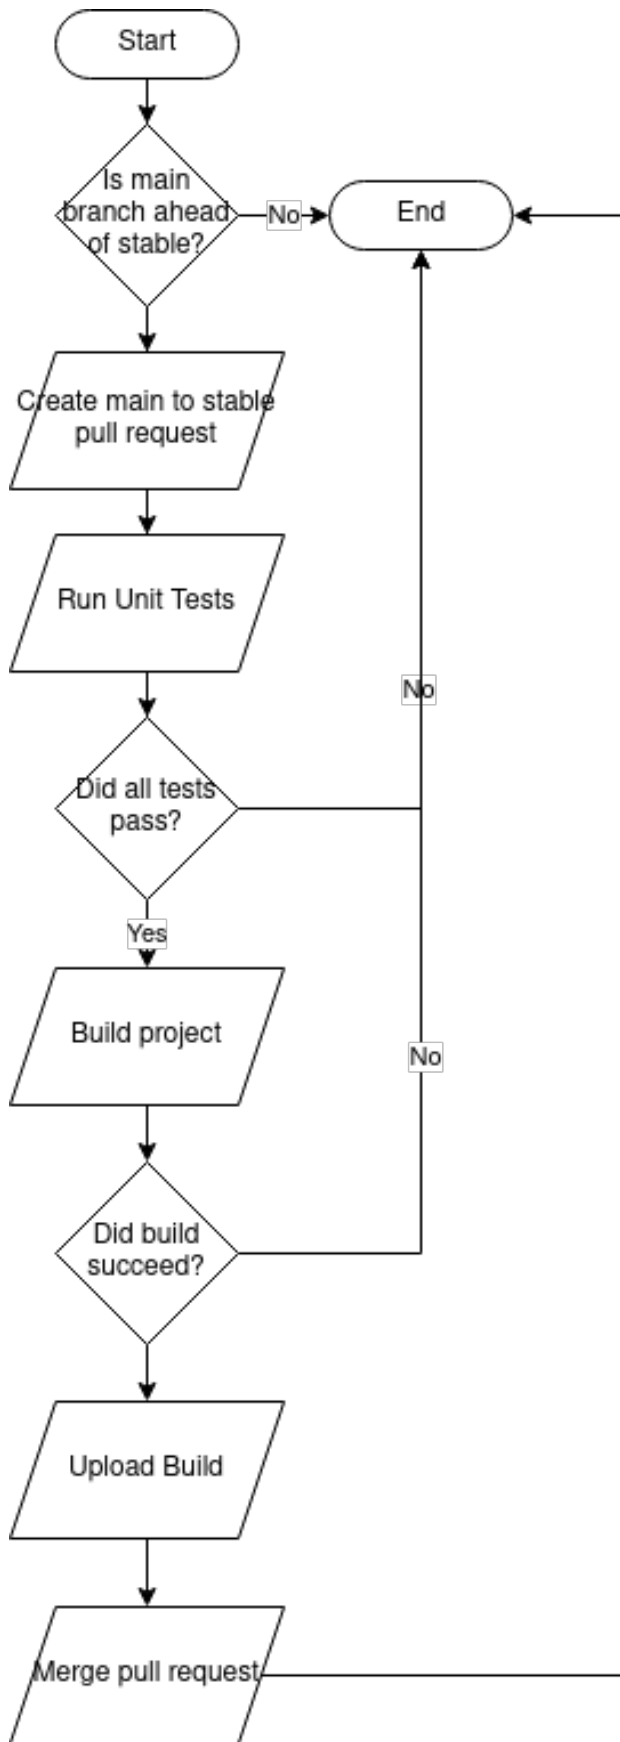 Start
Is main
branch ahead
of stable?
No
End
Create main to stable
pull request
Run Unit Tests
No
Did all tests
pass?
Yes
Build project
No
Did build
succeed?
Upload Build
Merge pull request